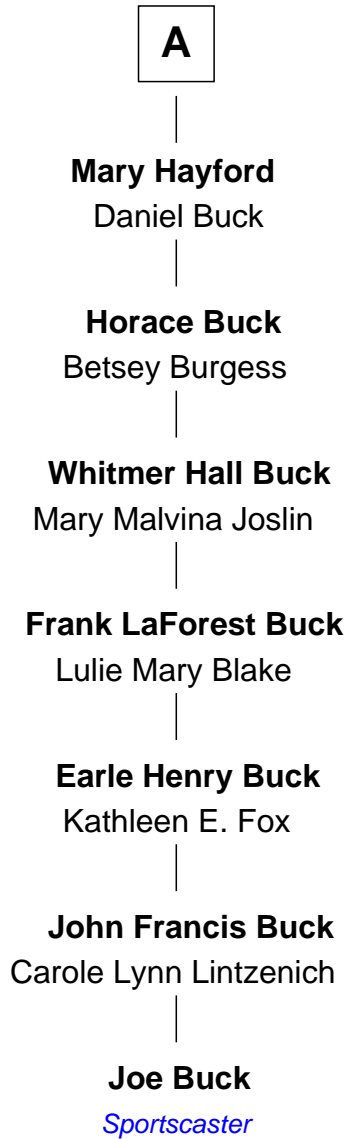 A
Mary Hayford
Daniel Buck
Horace Buck
Betsey Burgess
Whitmer Hall Buck
Mary Malvina Joslin
Frank LaForest Buck
Lulie Mary Blake
Earle Henry Buck
Kathleen E. Fox
John Francis Buck
Carole Lynn Lintzenich
Joe Buck
Sportscaster